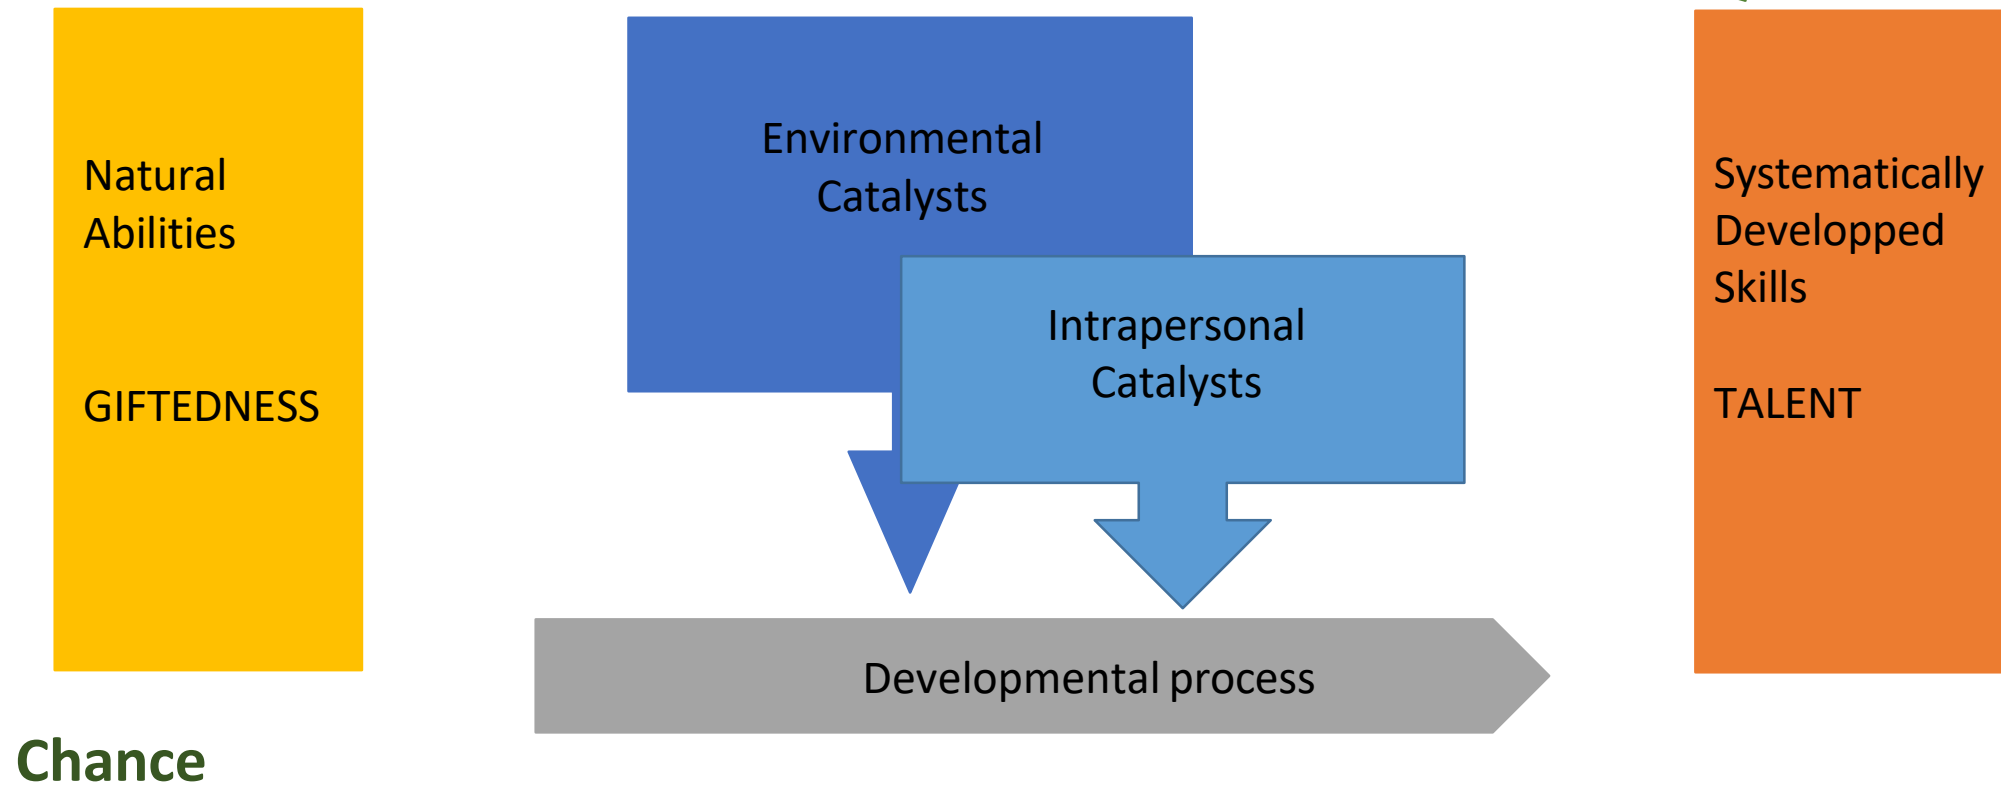 Natural
Abilities
GIFTEDNESS
Environmental
Catalysts
Intrapersonal
Catalysts
Systematically
Developped
Skills
TALENT
Developmental process
Chance